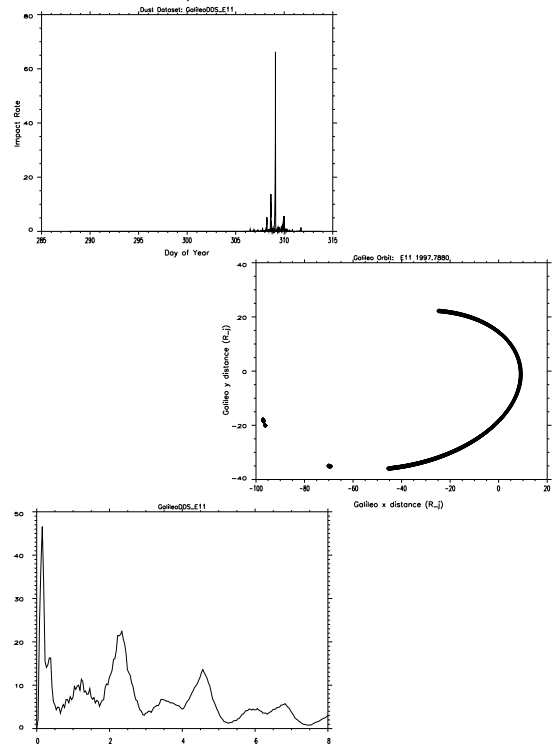 Dust Dataset: GalileoDDS_E11
80
60
40
20
0
Impact Rate
285 290 295 300 305 310 315
Day of Year
Galileo Orbit: E11 1997.7880
40
20
0
-20
-40
Galileo y distance (R_j)
-100 -80 -60 -40 -20 0 20
Galileo x distance (R_j)
GalileoDDS_E11
50
40
30
20
10
0
0 2 4 6 8